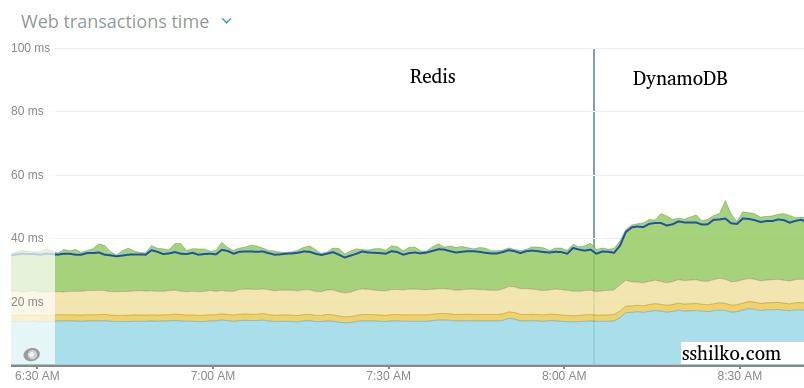 Web transactions time
100 ms
Redis
DynamoDB
80 ms
60 ms
40 ms
20 ms
sshilko.com
6:30 AM
7:00 AM
7:30 AM
8:00 AM
8:30 AM